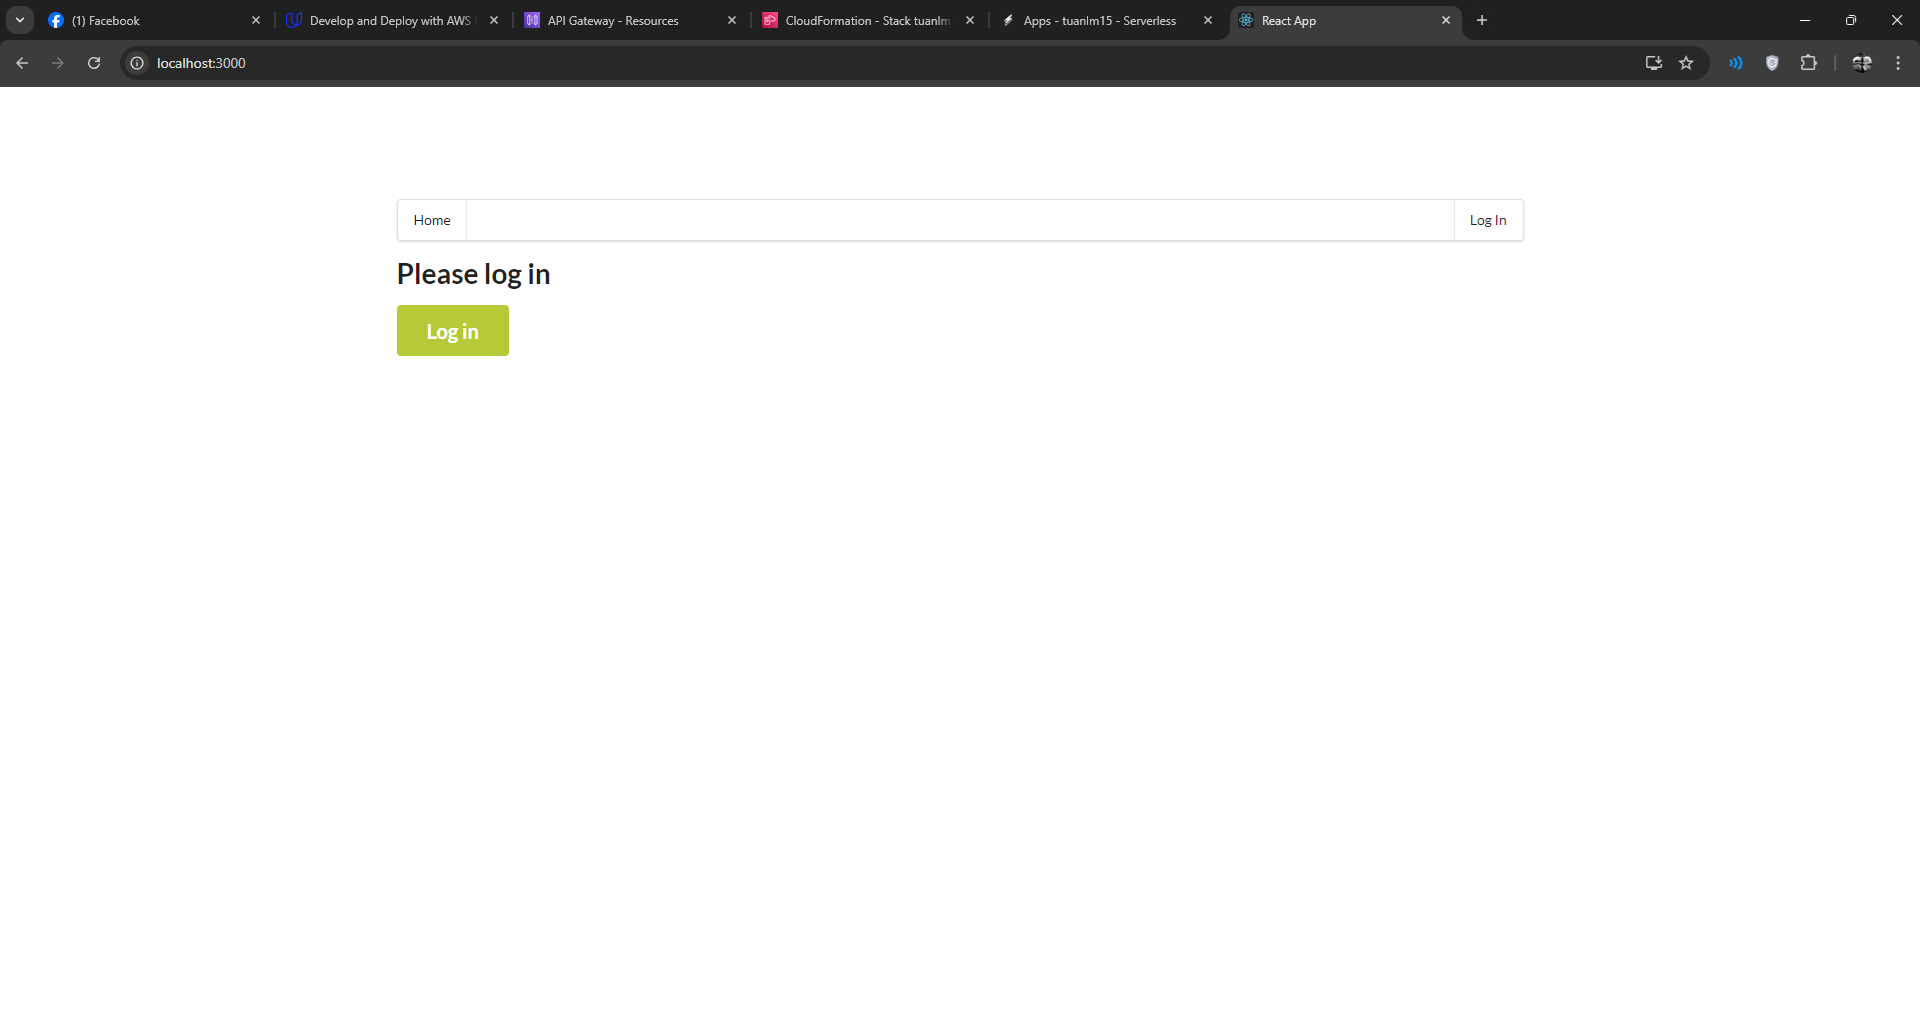 (1) Facebook
Develop and Deploy with AWS
API Gateway - Resources
CloudFormation - Stack tuanlm
Apps - tuanlm15 - Serverless
React App
localhost:3000
Home
Log In
Please log in
Log in